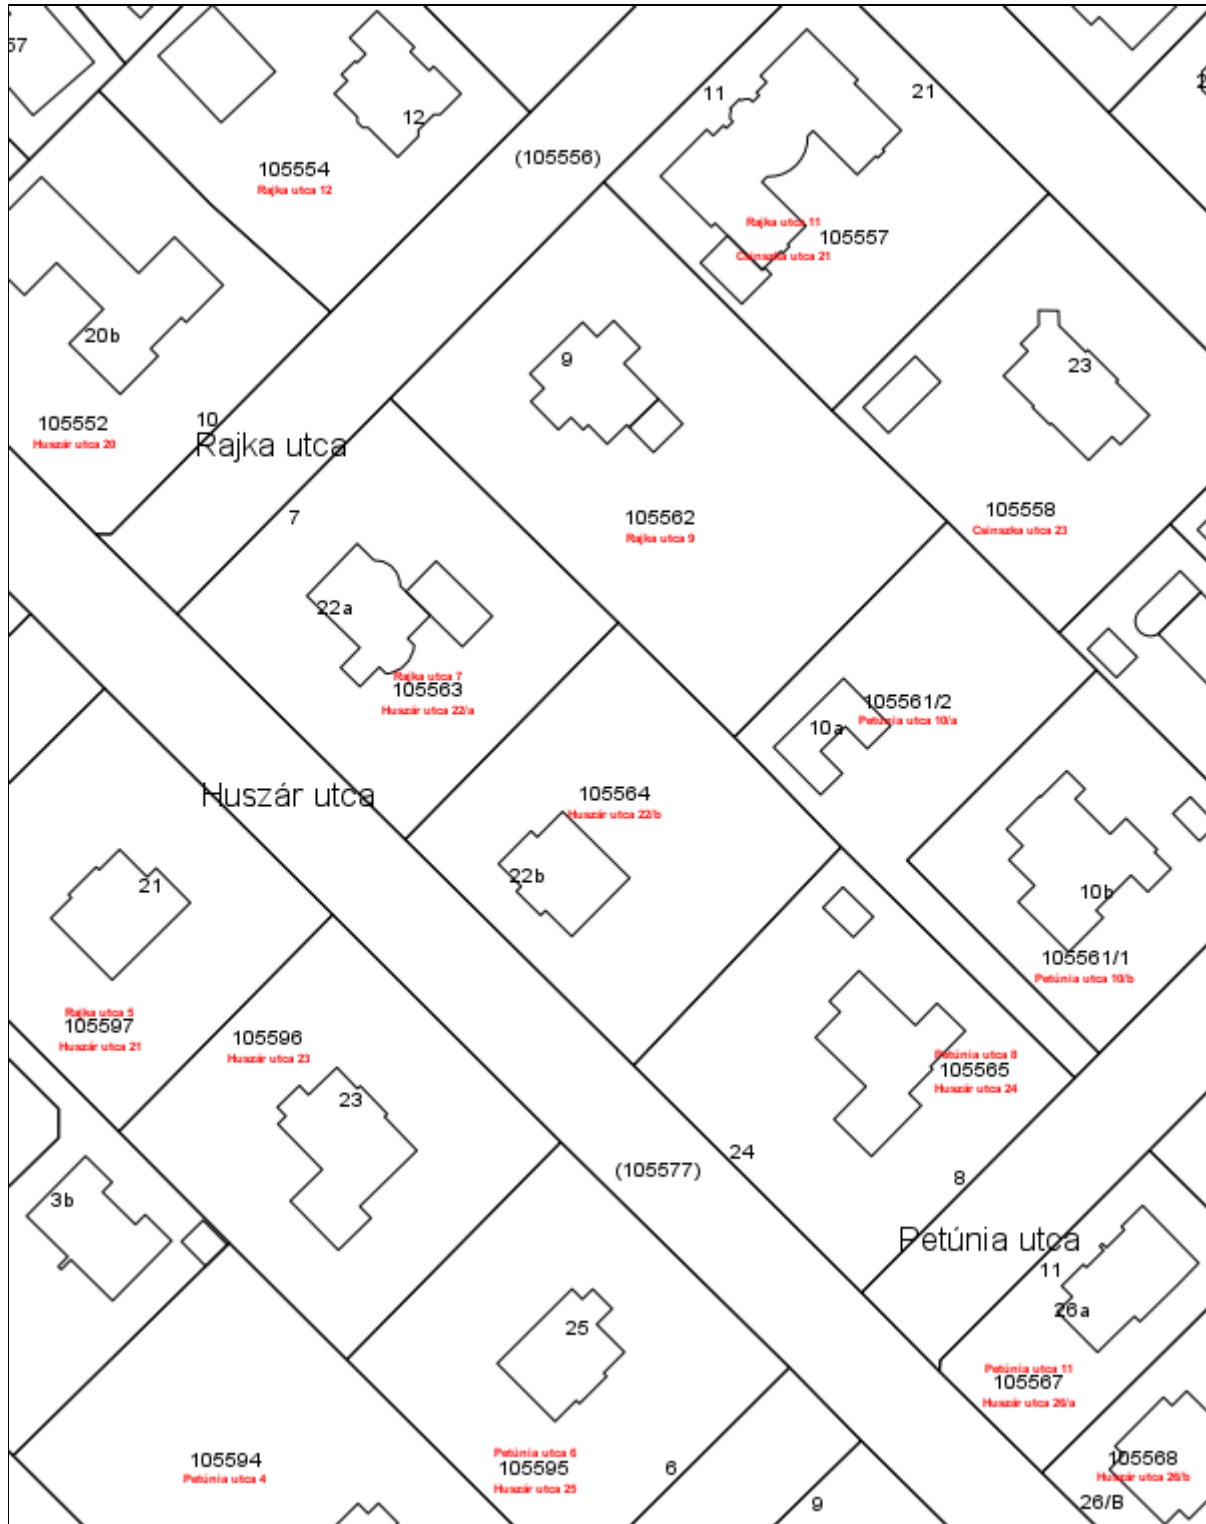 57
12
105554
Rajka utca 12
(105556)
11
21
Rajka utca 11
105557
Csinszka utca 21
20b
105552
Huszár utca 20
10
Rajka utca
9
23
105562
Rajka utca 9
105558
Csinszka utca 23
7
22a
Rajka utca 7
105563
Huszár utca 22/a
105561/2
Petúnia utca 10/a
10a
Huszár utca
105564
Huszár utca 22/b
22b
21
10b
105561/1
Petúnia utca 10/b
Rajka utca 5
105597
Huszár utca 21
105596
Huszár utca 23
23
Petúnia utca 8
105565
Huszár utca 24
24
(105577)
8
3b
Petúnia utca
11
26a
25
Petúnia utca 11
105567
Huszár utca 26/a
105594
Petúnia utca 4
Petúnia utca 6
105595
Huszár utca 25
6
105568
Huszár utca 26/b
9
26/B